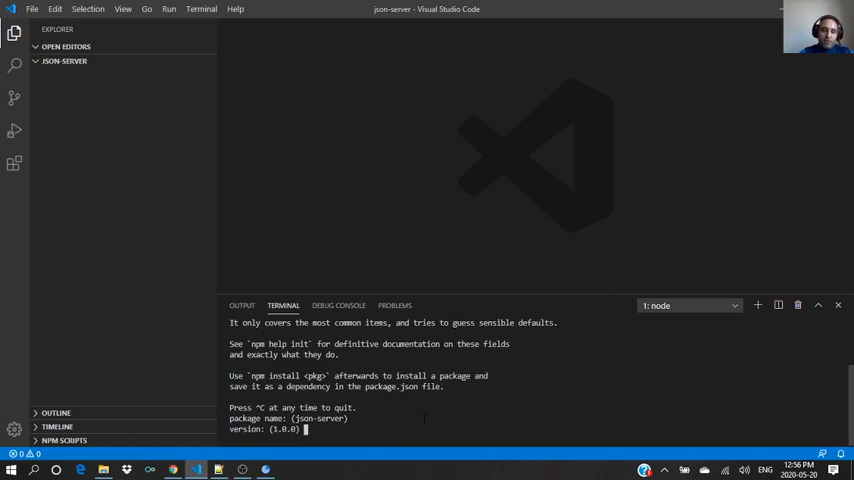 File Edit Selection View Go Run Terminal Help
json-server - Visual Studio Code
EXPLORER
OPEN EDITORS
JSON-SERVER
OUTPUT TERMINAL DEBUG CONSOLE PROBLEMS
1: node
It only covers the most common items, and tries to guess sensible defaults.
See `npm help init` for definitive documentation on these fields
and exactly what they do.
Use `npm install <pkg>` afterwards to install a package and
save it as a dependency in the package.json file.
Press ^C at any time to quit.
package name: (json-server)
version: (1.0.0)
OUTLINE
TIMELINE
NPM SCRIPTS
0 0
ENG
12:56 PM
2020-05-20